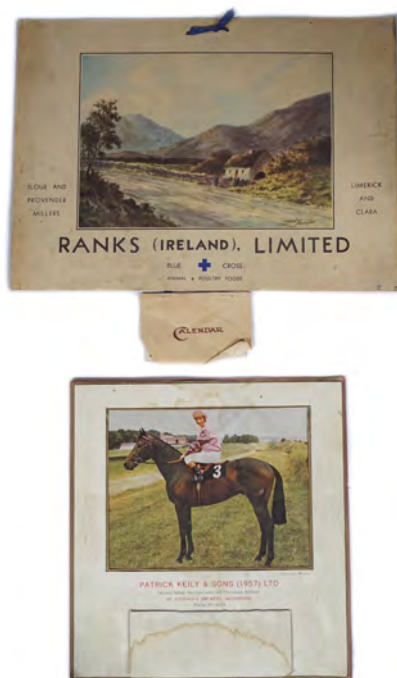 FLOUR AND
PROVENDER
MILLERS
LIMERICK
AND
CLARA
RANKS (IRELAND), LIMITED
BLUE CROSS
ANIMAL & POULTRY FOODS
CALENDAR
3
PATRICK KEILY & SONS (1957) LTD